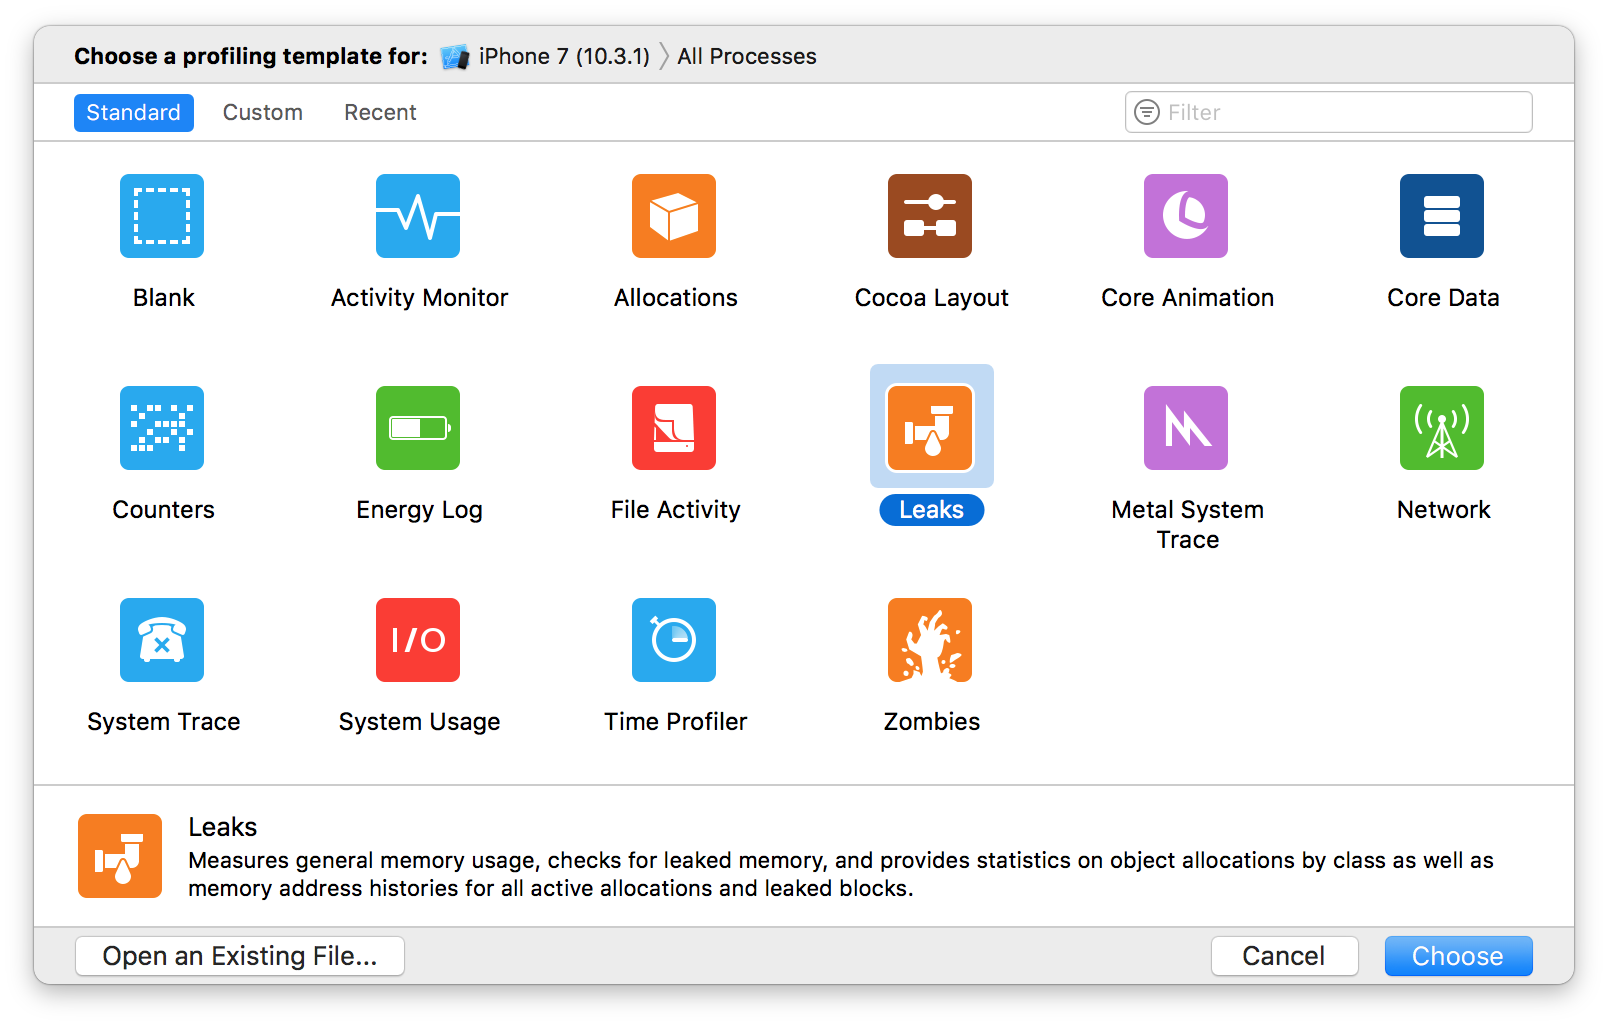 Choose a profiling template for: iPhone 7 (10.3.1) All Processes
Standard Custom Recent Filter
Blank Activity Monitor Allocations Cocoa Layout Core Animation Core Data
Counters Energy Log File Activity Leaks Metal System Trace Network
I/O
System Trace System Usage Time Profiler Zombies
Leaks
Measures general memory usage, checks for leaked memory, and provides statistics on object allocations by class as well as
memory address histories for all active allocations and leaked blocks.
Open an Existing File... Cancel Choose